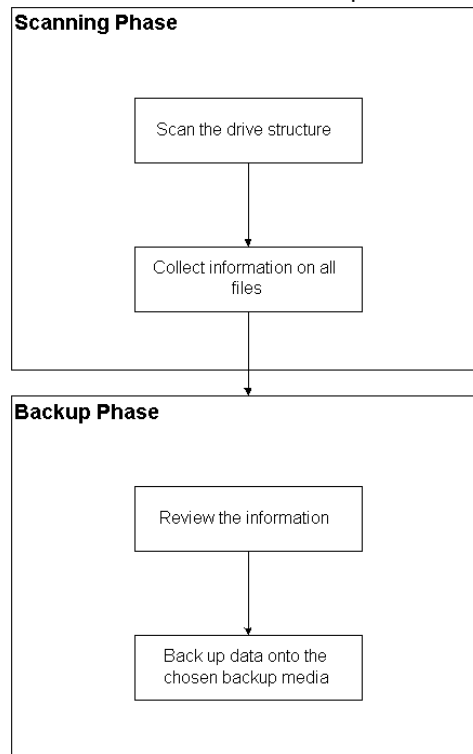 Scanning Phase
Scan the drive structure
Collect information on all
files
Backup Phase
Review the information
Back up data onto the
chosen backup media